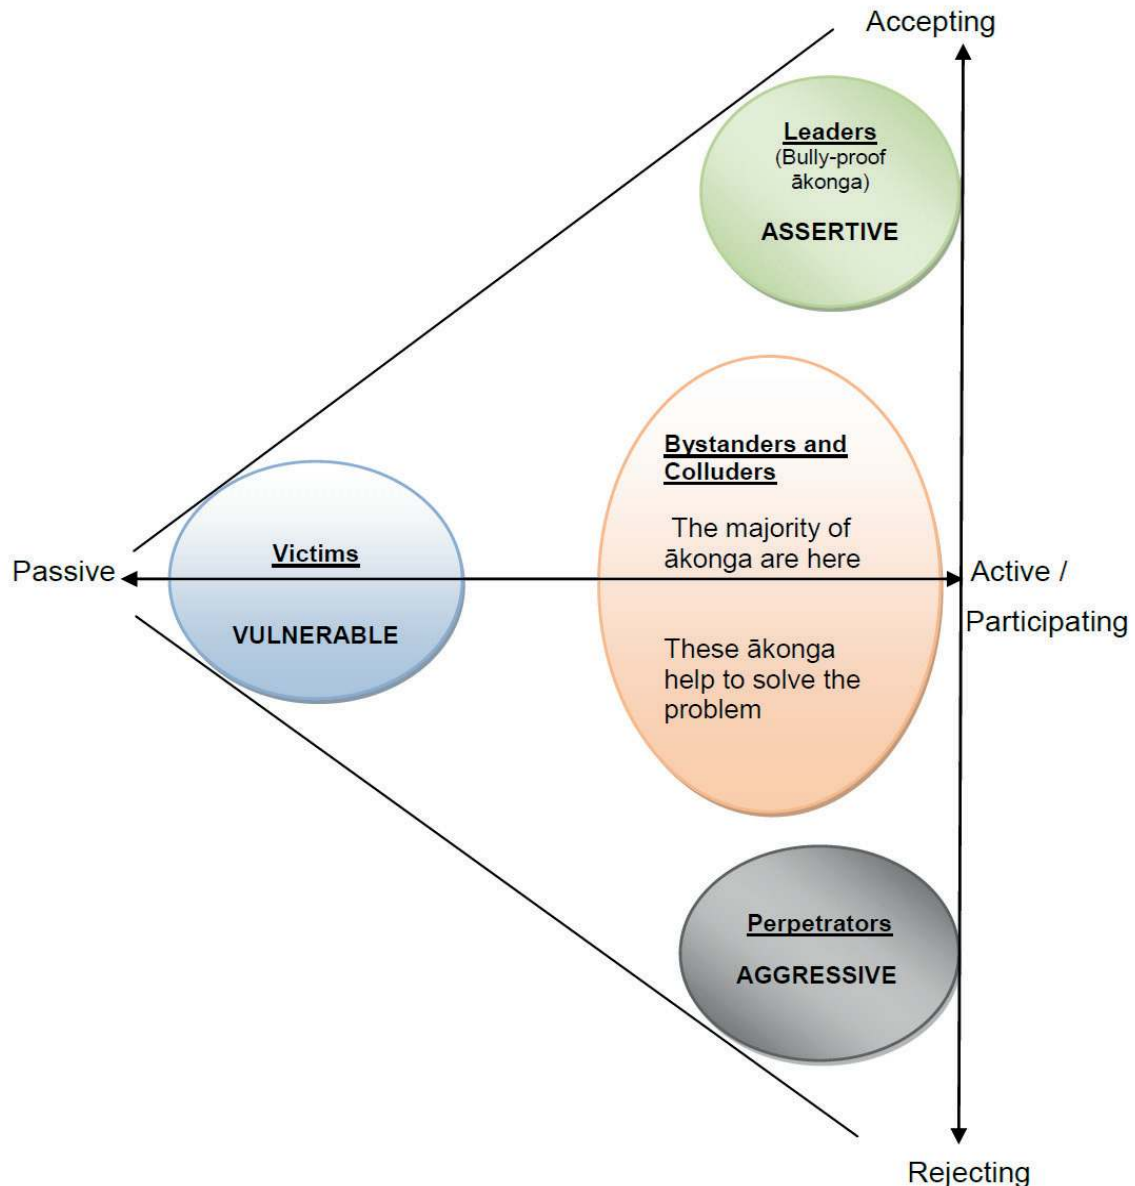 Accepting
Leaders
(Bully-proof
ākonga)
ASSERTIVE
Bystanders and
Colluders
The majority of
ākonga are here
Victims
VULNERABLE
Passive
Active /
Participating
These ākonga
help to solve the
problem
Perpetrators
AGGRESSIVE
Rejecting